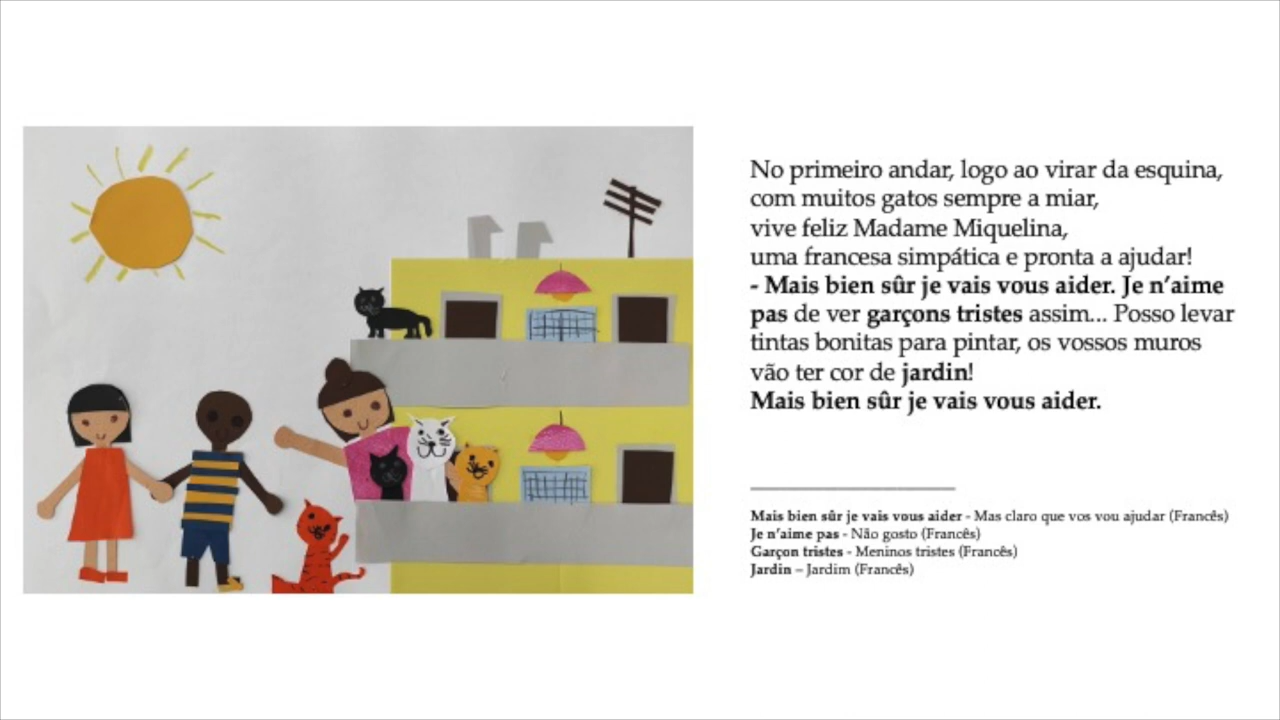 No primeiro andar, logo ao virar da esquina,
com muitos gatos sempre a miar,
vive feliz Madame Miquelina,
uma francesa simpática e pronta a ajudar!
- Mais bien sûr je vais vous aider. Je n’aime
pas de ver garçons tristes assim... Posso levar
tintas bonitas para pintar, os vossos muros
vão ter cor de jardin!
Mais bien sûr je vais vous aider.
Mais bien sûr je vais vous aider - Mas claro que vos vou ajudar (Francês)
Je n’aime pas - Não gosto (Francês)
Garçon tristes - Meninos tristes (Francês)
Jardin – Jardim (Francês)